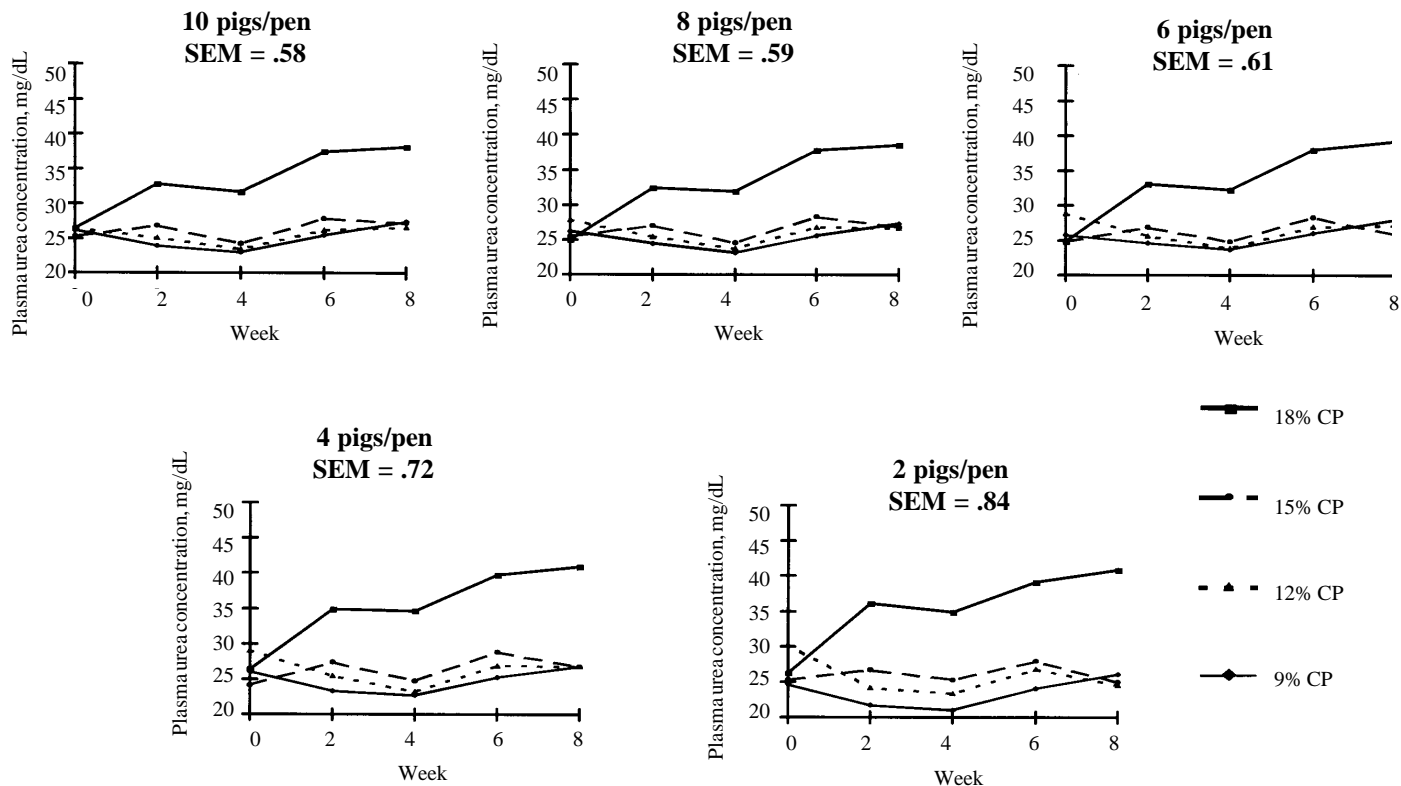 10 pigs/pen
SEM = .58
Plasma urea concentration, mg/dL
50
45
40
35
30
25
20
0 2 4 6 8
Week
8 pigs/pen
SEM = .59
Plasma urea concentration, mg/dL
50
45
40
35
30
25
20
0 2 4 6 8
Week
6 pigs/pen
SEM = .61
Plasma urea concentration, mg/dL
50
45
40
35
30
25
20
0 2 4 6 8
Week
4 pigs/pen
SEM = .72
Plasma urea concentration, mg/dL
50
45
40
35
30
25
20
0 2 4 6 8
Week
2 pigs/pen
SEM = .84
Plasma urea concentration, mg/dL
50
45
40
35
30
25
20
0 2 4 6 8
Week
18% CP
15% CP
12% CP
9% CP